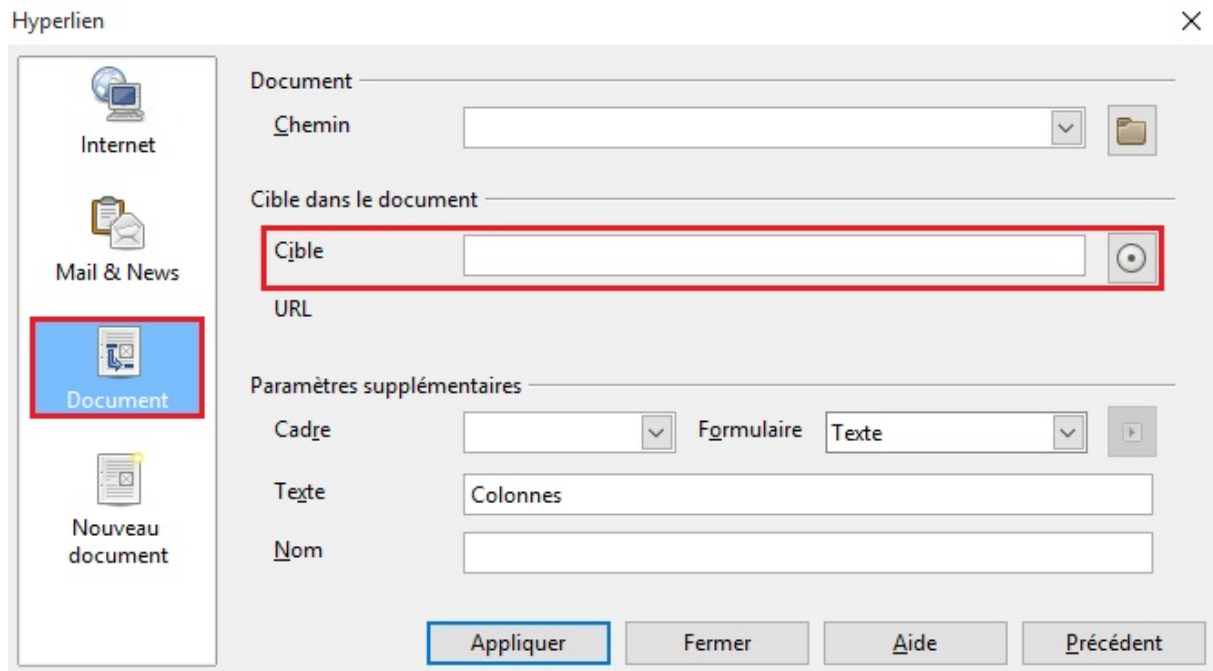 Hyperlien
Internet
Mail & News
Document
Nouveau
document
Document
Chemin
Cible dans le document
Cible
URL
Paramètres supplémentaires
Cadre
Formulaire Texte
Texte Colonnes
Nom
Appliquer Fermer Aide Précédent